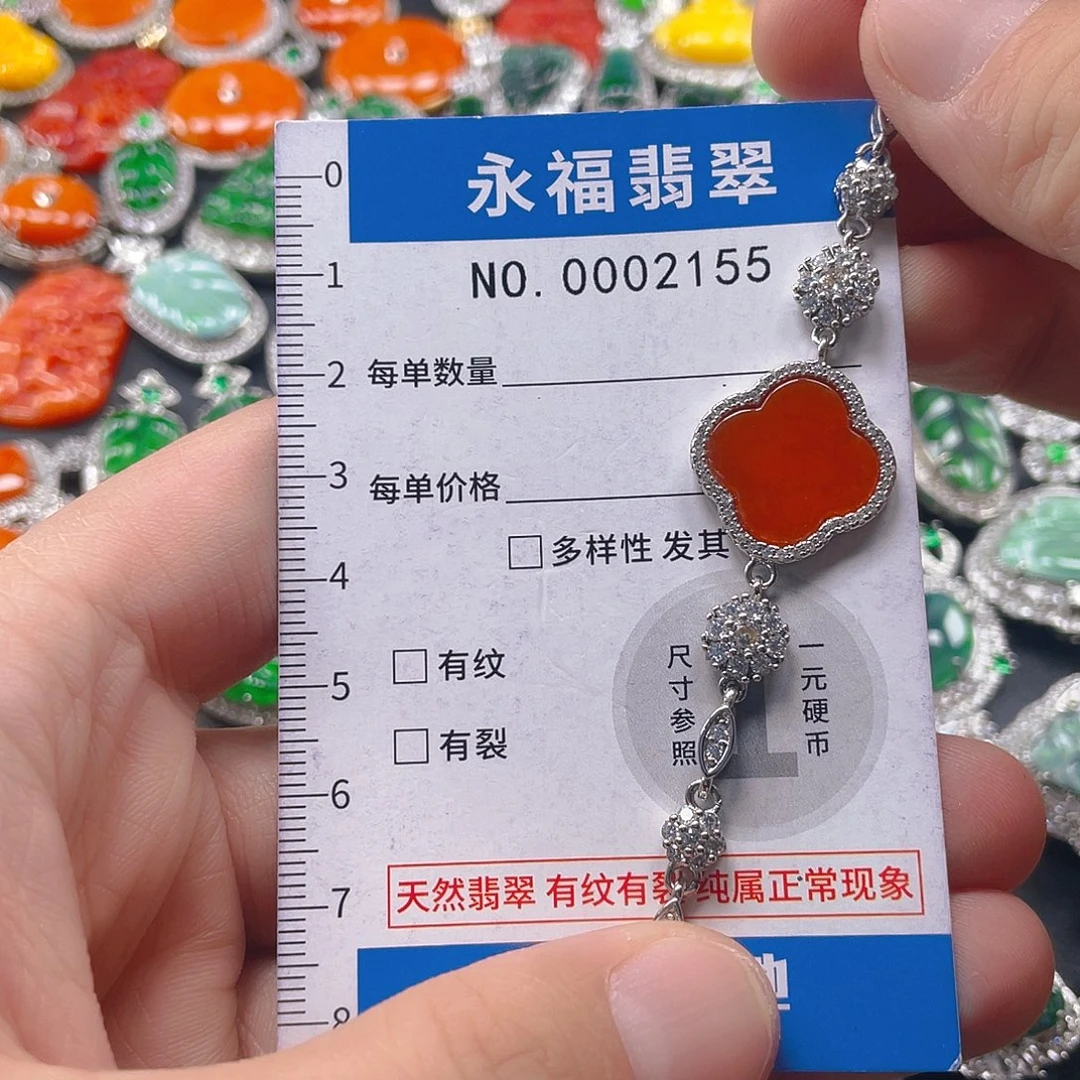 永福翡翠
NO. 0002155
每单数量
每单价格
多样性 发其
有纹
有裂
尺寸参照
一元硬币
1
天然翡翠 有纹有裂 纯属正常现象
0
1
2
3
4
5
6
7
8